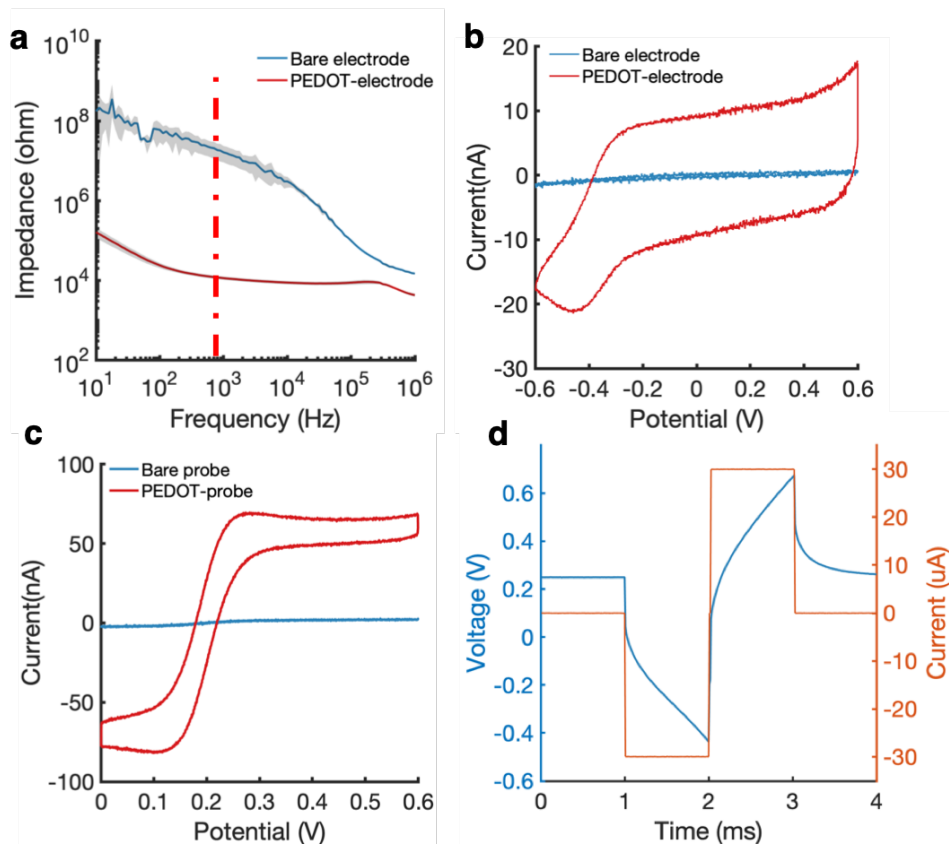 a
10^10
10^8
10^6
10^4
10^2
Impedance (ohm)
Bare electrode
PEDOT-electrode
10^1 10^2 10^3 10^4 10^5 10^6
Frequency (Hz)
b
20
10
0
-10
-20
-30
Current(nA)
Bare electrode
PEDOT-electrode
-0.6 -0.4 -0.2 0 0.2 0.4 0.6
Potential (V)
c
100
50
0
-50
-100
Current(nA)
Bare probe
PEDOT-probe
0 0.1 0.2 0.3 0.4 0.5 0.6
Potential (V)
d
0.6
0.4
0.2
0
-0.2
-0.4
-0.6
Voltage (V)
30
20
10
0
-10
-20
-30
Current (uA)
0 1 2 3 4
Time (ms)